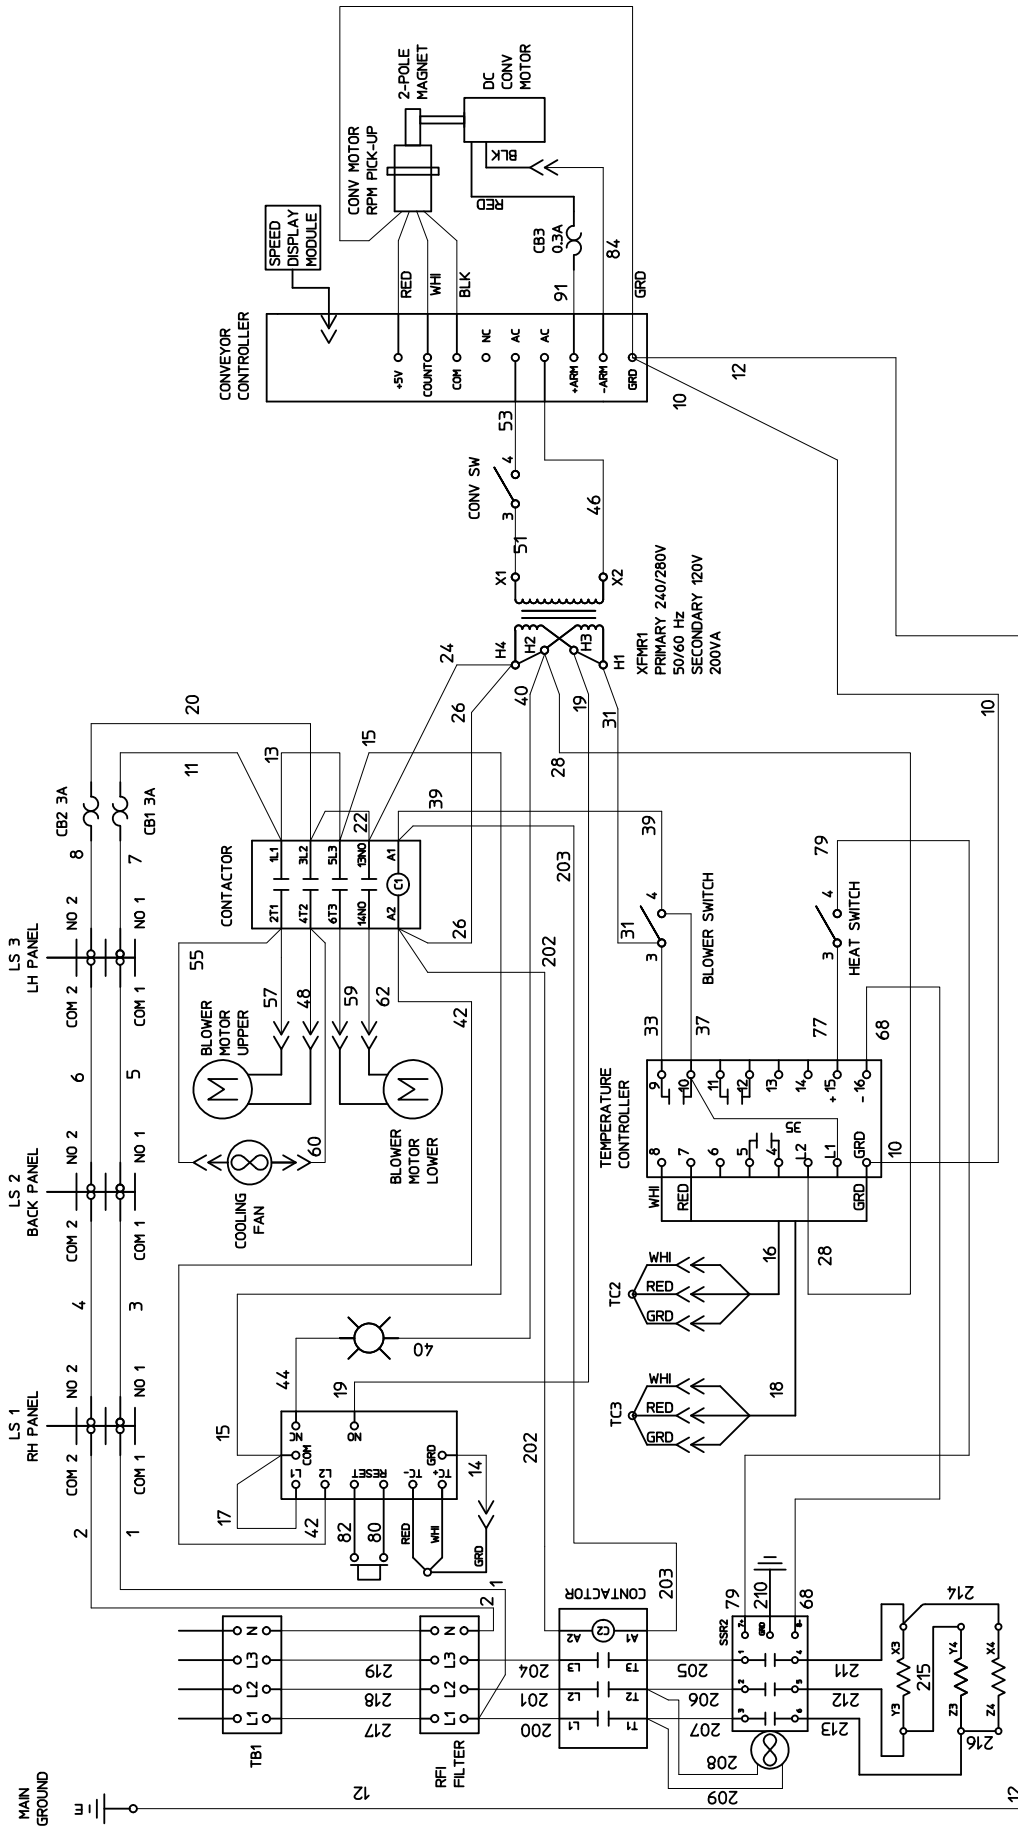 2-POLE
MAGNET
DC
CONV
MOTOR
CONV MOTOR
RPM PICK-UP
BLK
RED
SPEED
DISPLAY
MODULE
CB3
0.3A
RED
WHI
BLK
91
84
GRD
CONVEYOR
CONTROLLER
+5V
COUNT
COM
NC
AC
AC
+ARM
-ARM
GRD
53
10
12
CONV SW
4
3
46
51
X1
X2
H4
H2
H3
H1
XFMR1
PRIMARY 240/280V
50/60 Hz
SECONDARY 120V
200VA
24
26
40
19
31
28
20
11
13
15
10
CB2 3A
CB1 3A
8
7
39
22
203
39
79
CONTACTOR
1L1
3L2
5L3
13NO
A1
C1
2T1
4T2
6T3
14NO
A2
LS 3
LH PANEL
NO 2
NO 1
COM 2
COM 1
55
26
202
31
4
3
BLOWER SWITCH
4
3
HEAT SWITCH
57
48
59
62
42
33
37
77
68
BLOWER
MOTOR
UPPER
M
M
BLOWER
MOTOR
LOWER
6
5
TEMPERATURE
CONTROLLER
9
10
11
12
13
14
+ 15
- 16
35
8
7
6
5
4
L2
L1
GRD
10
LS 2
BACK PANEL
NO 2
NO 1
COM 2
COM 1
COOLING
FAN
60
WHI
RED
GRD
16
28
TC2
WHI
RED
GRD
4
3
40
44
19
TC3
WHI
RED
GRD
18
LS 1
RH PANEL
NO 2
NO 1
COM 2
COM 1
15
17
NC
NO
COM
GRD
L1
L2
RESET
TC-
TC+
14
202
2
1
42
82
80
RED
WHI
GRD
2
1
CONTACTOR
203
79
210
68
214
TB1
L1
L2
L3
N
219
218
217
RFI
FILTER
L1
L2
L3
N
204
201
200
A2
C2
A1
L3
T3
L2
T2
L1
T1
205
206
207
208
209
SSR2
7+
GRD
8-
1
2
3
4
5
6
211
212
213
X3
Y3
215
Y4
Z3
X4
Z4
216
MAIN
GROUND
E
12
12